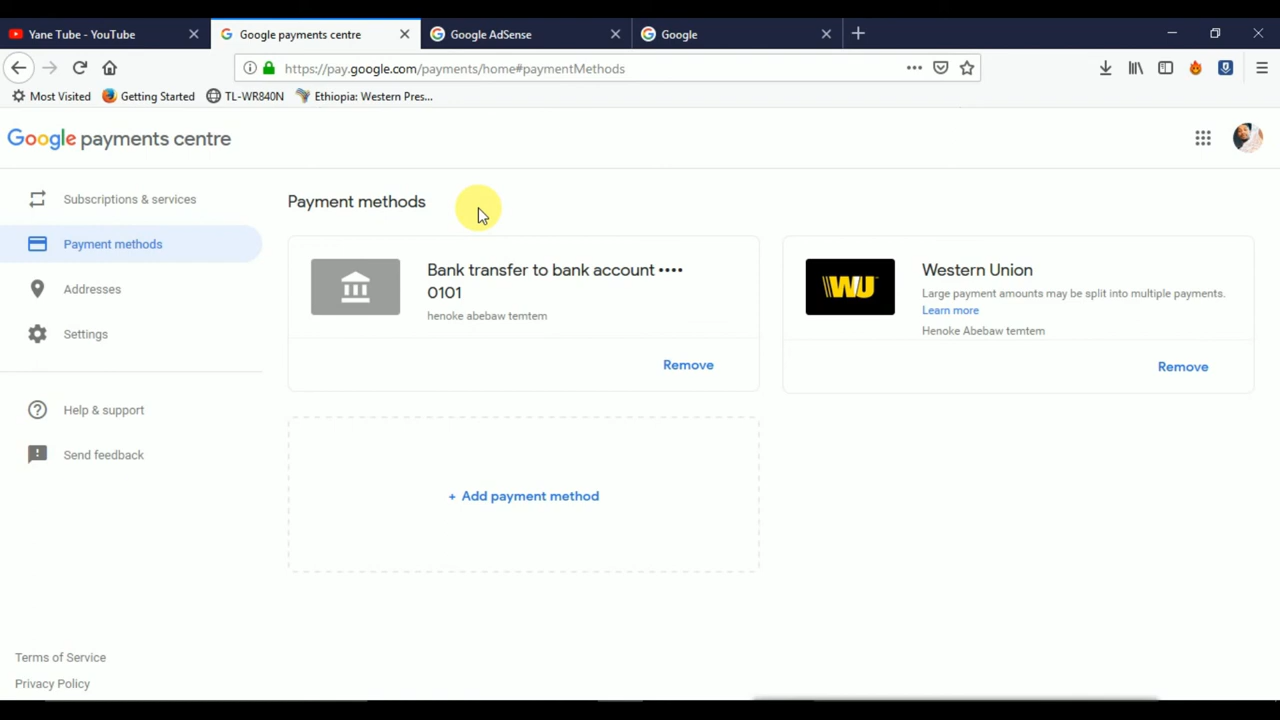 Yane Tube - YouTube
Google payments centre
Google AdSense
Google
https://pay.google.com/payments/home#paymentMethods
Most Visited
Getting Started
TL-WR840N
Ethiopia: Western Pres...
Google payments centre
Subscriptions & services
Payment methods
Addresses
Settings
Help & support
Send feedback
Terms of Service
Privacy Policy
Payment methods
Bank transfer to bank account ••••
0101
henoke abebaw temtem
Remove
WU
Western Union
Large payment amounts may be split into multiple payments.
Learn more
Henoke Abebaw temtem
Remove
+ Add payment method